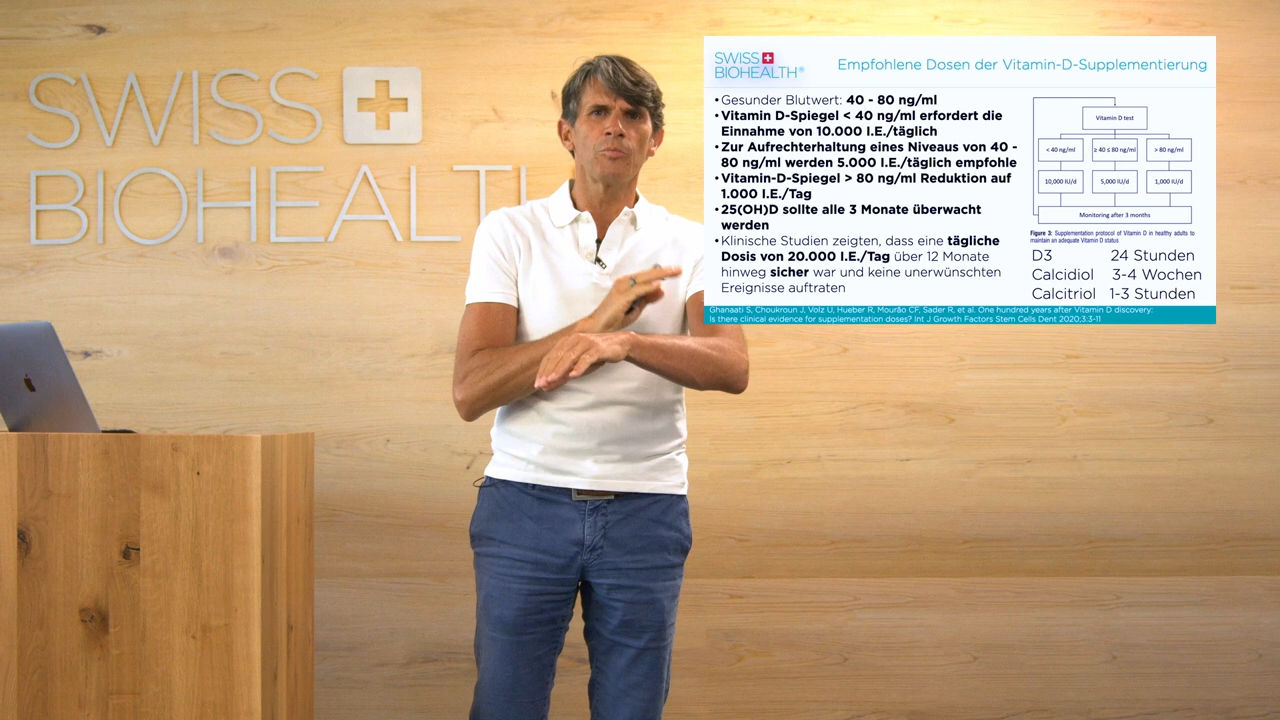 SWISS
BIOHEALT
SWISS
BIOHEALTH®
Empfohlene Dosen der Vitamin-D-Supplementierung
•Gesunder Blutwert: 40 - 80 ng/ml
•Vitamin D-Spiegel < 40 ng/ml erfordert die
Einnahme von 10.000 I.E./täglich
•Zur Aufrechterhaltung eines Niveaus von 40 -
80 ng/ml werden 5.000 I.E./täglich empfohle
•Vitamin-D-Spiegel > 80 ng/ml Reduktion auf
1.000 I.E./Tag
•25(OH)D sollte alle 3 Monate überwacht
werden
•Klinische Studien zeigten, dass eine tägliche
Dosis von 20.000 I.E./Tag über 12 Monate
hinweg sicher war und keine unerwünschten
Ereignisse auftraten
Vitamin D test
< 40 ng/ml
≥ 40 ≤ 80 ng/ml
> 80 ng/ml
10,000 IU/d
5,000 IU/d
1,000 IU/d
Monitoring after 3 months
Figure 3: Supplementation protocol of Vitamin D in healthy adults to
maintain an adequate Vitamin D status
D3 24 Stunden
Calcidiol 3-4 Wochen
Calcitriol 1-3 Stunden
Ghanaati S, Choukroun J, Volz U, Hueber R, Mourão CF, Sader R, et al. One hundred years after Vitamin D discovery:
Is there clinical evidence for supplementation doses? Int J Growth Factors Stem Cells Dent 2020;3:3-11